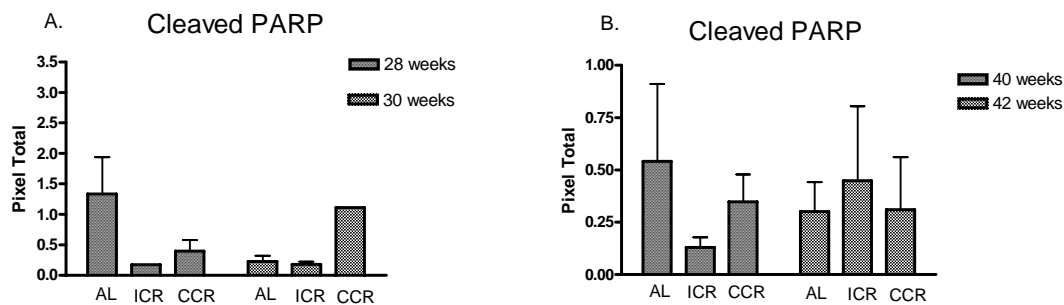 A.
Cleaved PARP
3.5
3.0
2.5
2.0
1.5
1.0
0.5
0.0
Pixel Total
28 weeks
30 weeks
AL ICR CCR AL ICR CCR
B.
Cleaved PARP
1.00
0.75
0.50
0.25
0.00
Pixel Total
40 weeks
42 weeks
AL ICR CCR AL ICR CCR